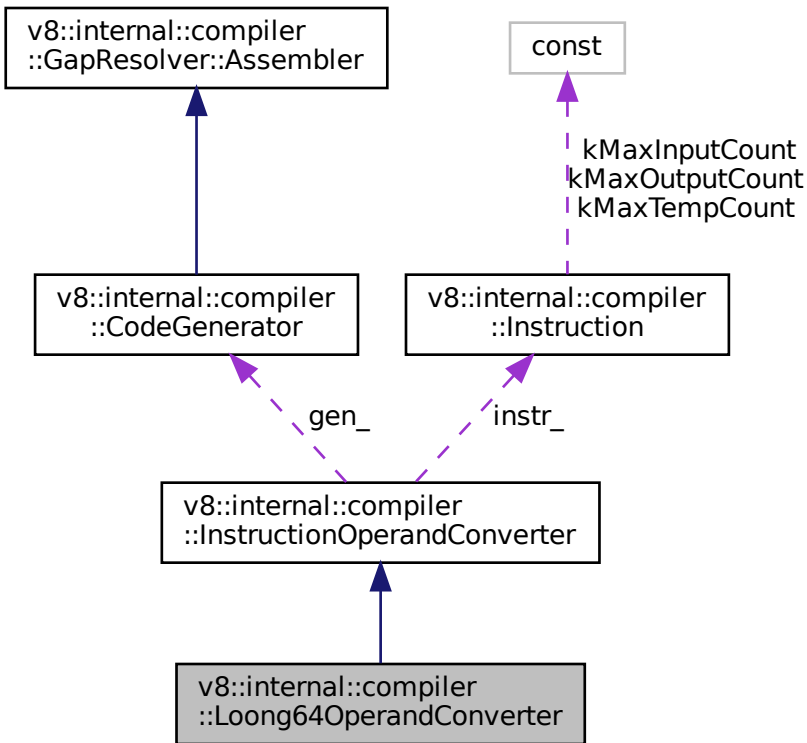 v8::internal::compiler
::GapResolver::Assembler
const
kMaxInputCount
kMaxOutputCount
kMaxTempCount
v8::internal::compiler
::CodeGenerator
v8::internal::compiler
::Instruction
gen_
instr_
v8::internal::compiler
::InstructionOperandConverter
v8::internal::compiler
::Loong64OperandConverter